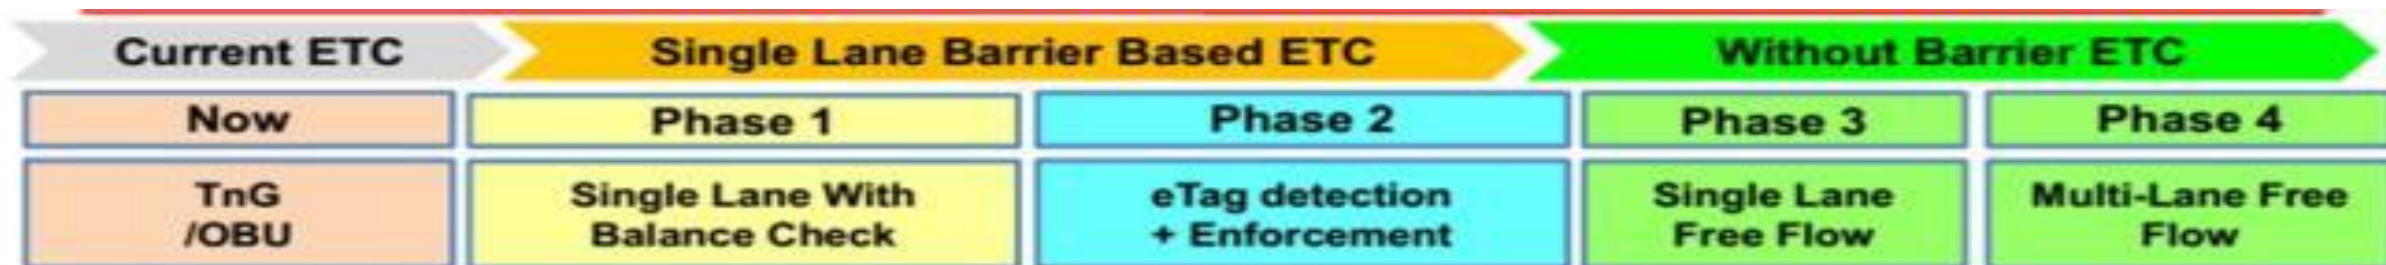 Current ETC
Single Lane Barrier Based ETC
Without Barrier ETC
Now
Phase 1
Phase 2
Phase 3
Phase 4
TnG
/OBU
Single Lane With
Balance Check
eTag detection
+ Enforcement
Single Lane
Free Flow
Multi-Lane Free
Flow